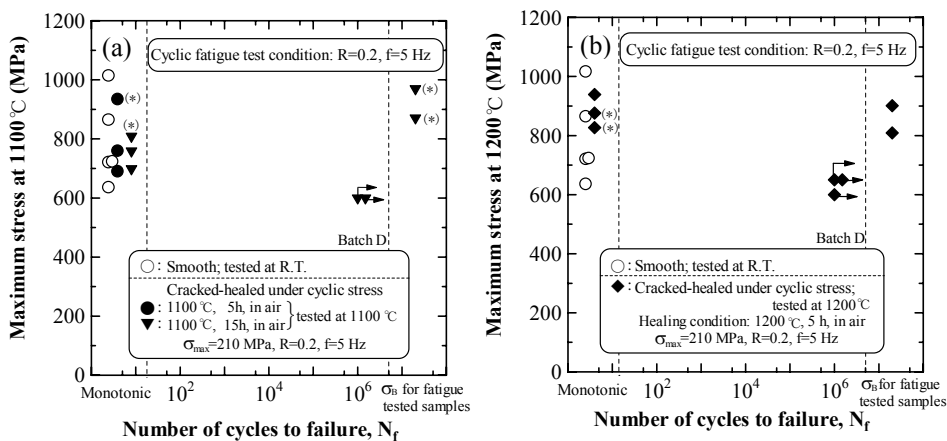 1200
1000
800
600
400
200
0
Maximum stress at 1100℃ (MPa)
(a)
Cyclic fatigue test condition: R=0.2, f=5 Hz
(*)
(*)
(*)
(*)
Batch D
○: Smooth; tested at R.T.
Cracked-healed under cyclic stress
●: 1100℃, 5h, in air
▼: 1100℃, 15h, in air
} tested at 1100℃
σmax=210 MPa, R=0.2, f=5 Hz
Monotonic
10²
10⁴
10⁶
σB for fatigue
tested samples
Number of cycles to failure, Nf
1200
1000
800
600
400
200
0
Maximum stress at 1200℃ (MPa)
(b)
Cyclic fatigue test condition: R=0.2, f=5 Hz
(*)
(*)
Batch D
○: Smooth; tested at R.T.
◆: Cracked-healed under cyclic stress;
tested at 1200℃
Healing condition: 1200℃, 5 h, in air
σmax=210 MPa, R=0.2, f=5 Hz
Monotonic
10²
10⁴
10⁶
σB for fatigue
tested samples
Number of cycles to failure, Nf